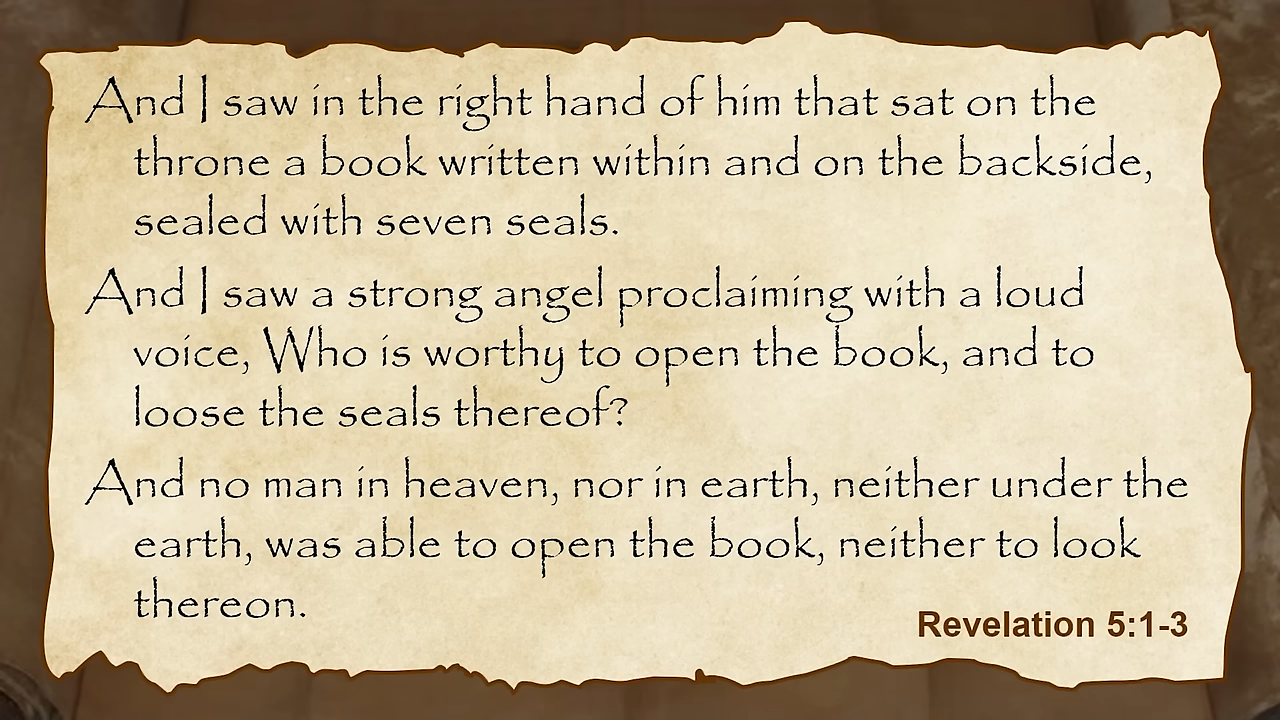 And I saw in the right hand of him that sat on the
throne a book written within and on the backside,
sealed with seven seals.
And I saw a strong angel proclaiming with a loud
voice, Who is worthy to open the book, and to
loose the seals thereof?
And no man in heaven, nor in earth, neither under the
earth, was able to open the book, neither to look
thereon.
Revelation 5:1-3